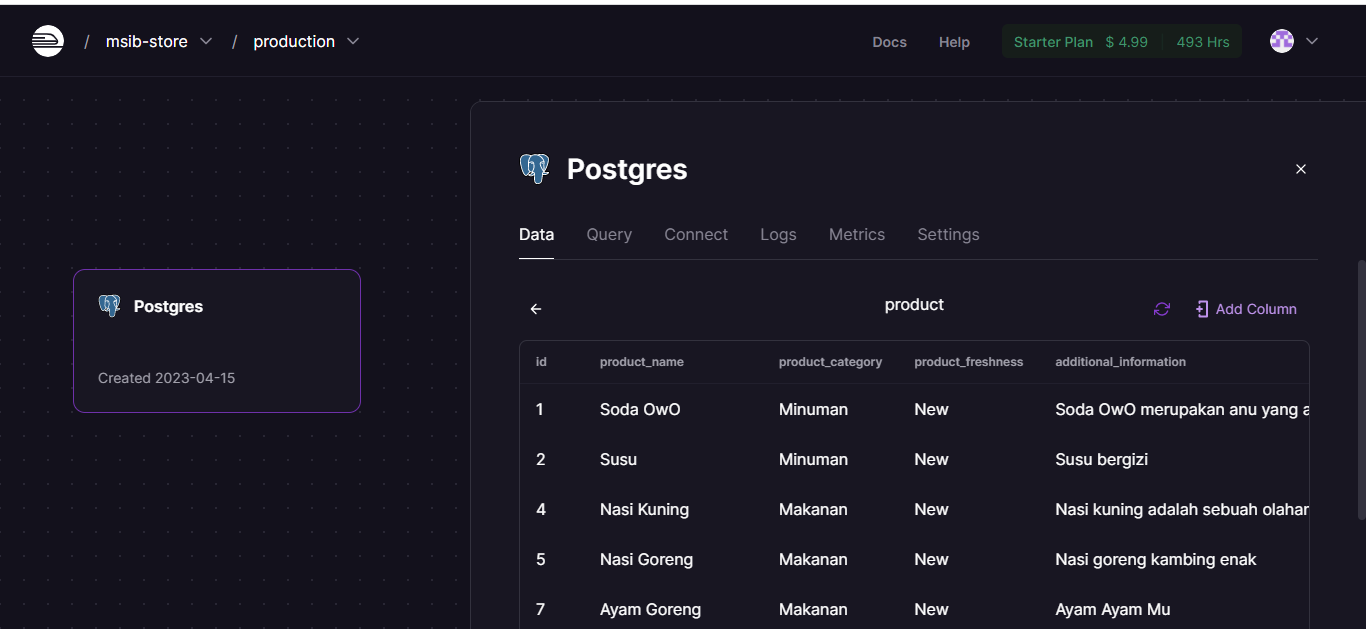 / msib-store / production Docs Help Starter Plan $ 4.99 493 Hrs
Postgres
Data Query Connect Logs Metrics Settings
Postgres
Created 2023-04-15
product Add Column
id product_name product_category product_freshness additional_information
1 Soda OwO Minuman New Soda OwO merupakan anu yang a
2 Susu Minuman New Susu bergizi
4 Nasi Kuning Makanan New Nasi kuning adalah sebuah olahan
5 Nasi Goreng Makanan New Nasi goreng kambing enak
7 Ayam Goreng Makanan New Ayam Ayam Mu